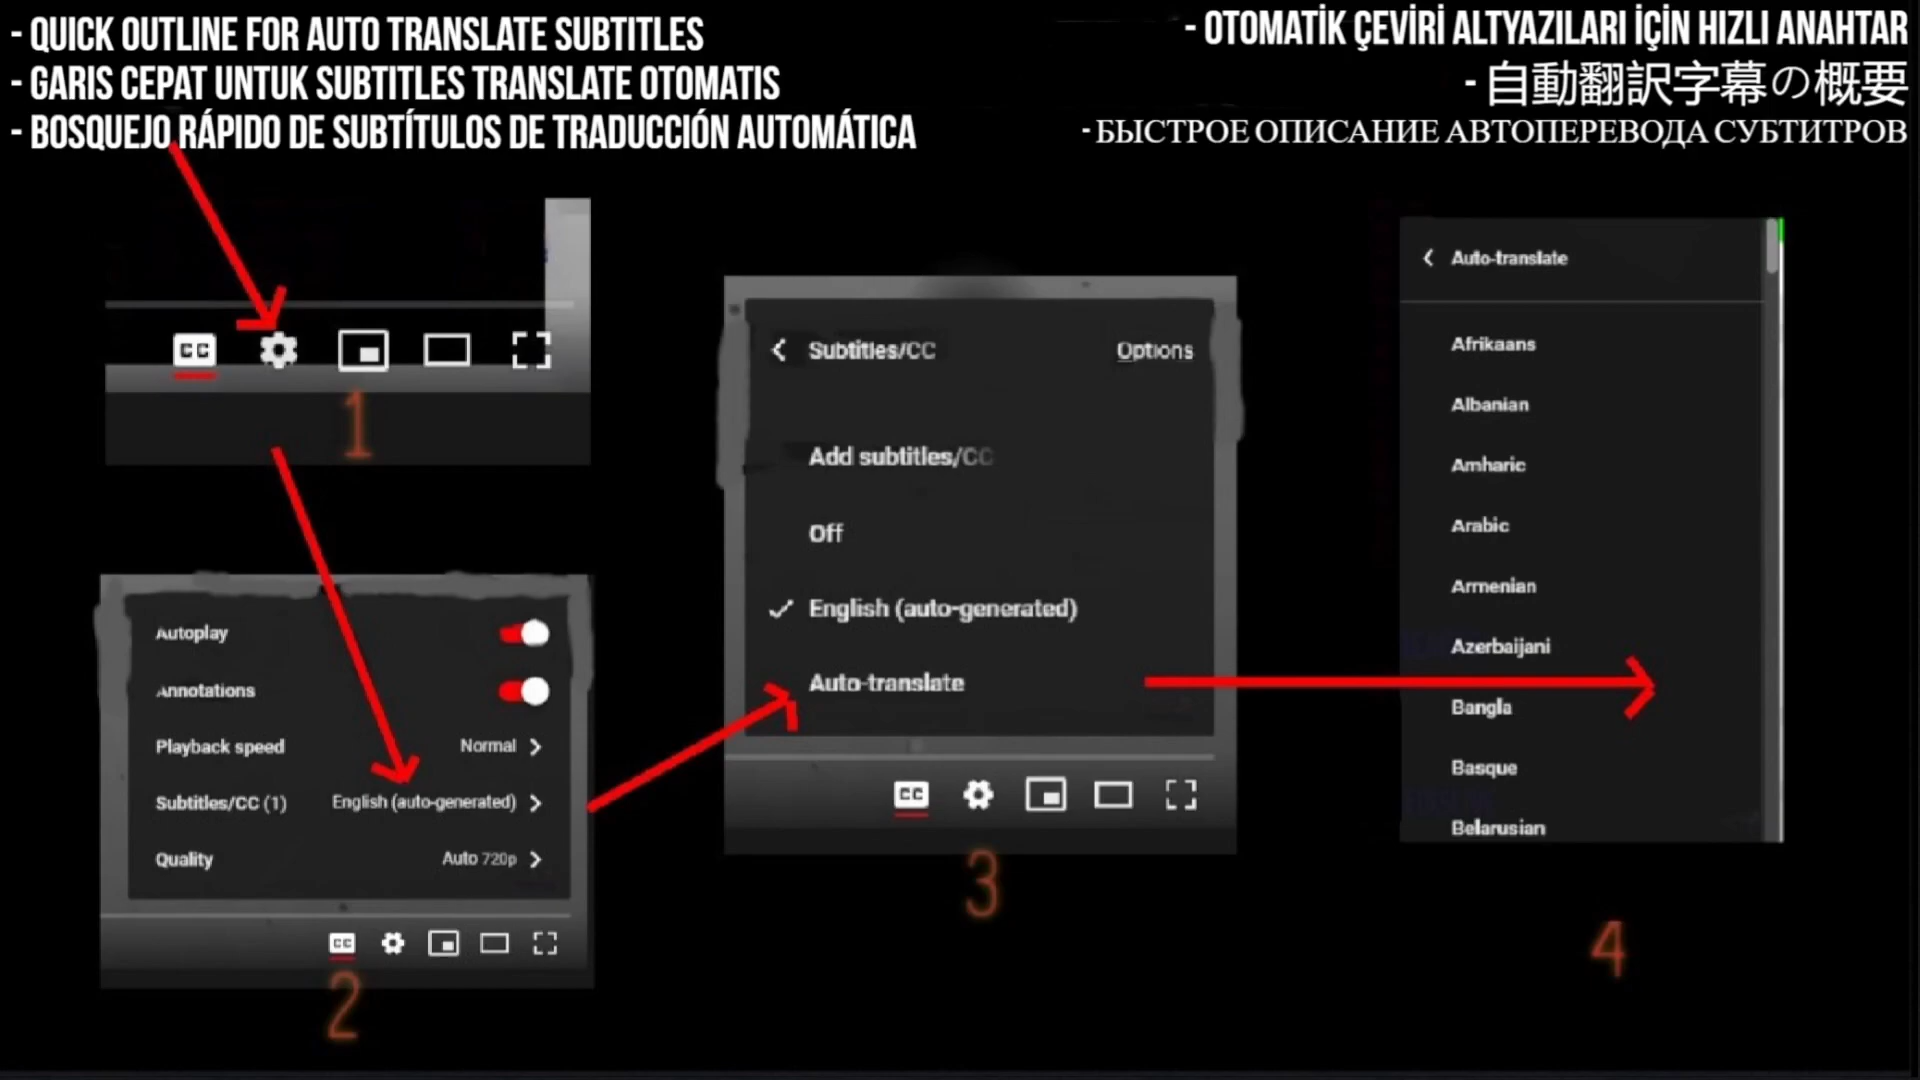 - QUICK OUTLINE FOR AUTO TRANSLATE SUBTITLES
- GARIS CEPAT UNTUK SUBTITLES TRANSLATE OTOMATIS
- BOSQUEJO RÁPIDO DE SUBTÍTULOS DE TRADUCCIÓN AUTOMÁTICA
- OTOMATİK ÇEVİRİ ALTYAZILARI İÇİN HIZLI ANAHTAR
- 自動翻訳字幕の概要
- БЫСТРОЕ ОПИСАНИЕ АВТОПЕРЕВОДА СУБТИТРОВ
CC
1
Autoplay
Annotations
Playback speed Normal
Subtitles/CC (1) English (auto-generated)
Quality Auto 720p
CC
2
Subtitles/CC Options
Add subtitles/CC
Off
English (auto-generated)
Auto-translate
CC
3
Auto-translate
Afrikaans
Albanian
Amharic
Arabic
Armenian
Azerbaijani
Bangla
Basque
Belarusian
4